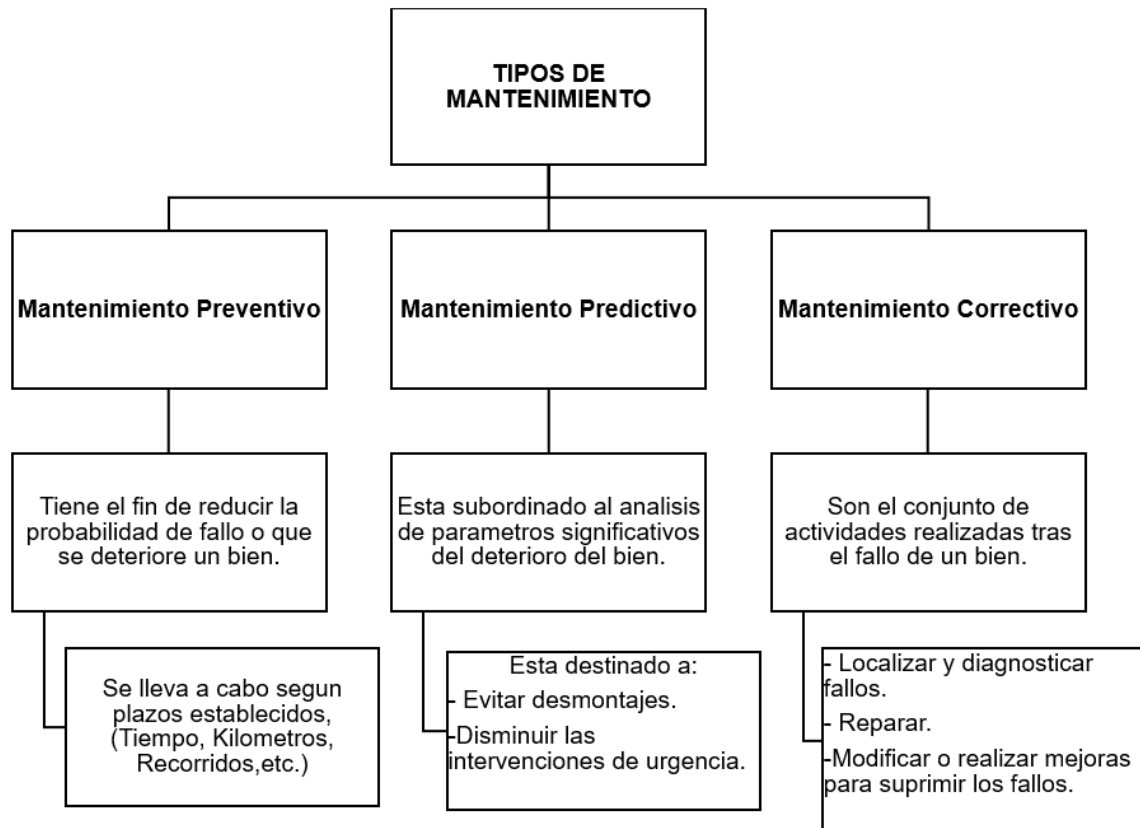 TIPOS DE
MANTENIMIENTO
Mantenimiento Preventivo
Mantenimiento Predictivo
Mantenimiento Correctivo
Tiene el fin de reducir la
probabilidad de fallo o que
se deteriore un bien.
Esta subordinado al analisis
de parametros significativos
del deterioro del bien.
Son el conjunto de
actividades realizadas tras
el fallo de un bien.
Se lleva a cabo segun
plazos establecidos,
(Tiempo, Kilometros,
Recorridos,etc.)
Esta destinado a:
- Evitar desmontajes.
-Disminuir las
intervenciones de urgencia.
- Localizar y diagnosticar
fallos.
- Reparar.
-Modificar o realizar mejoras
para suprimir los fallos.